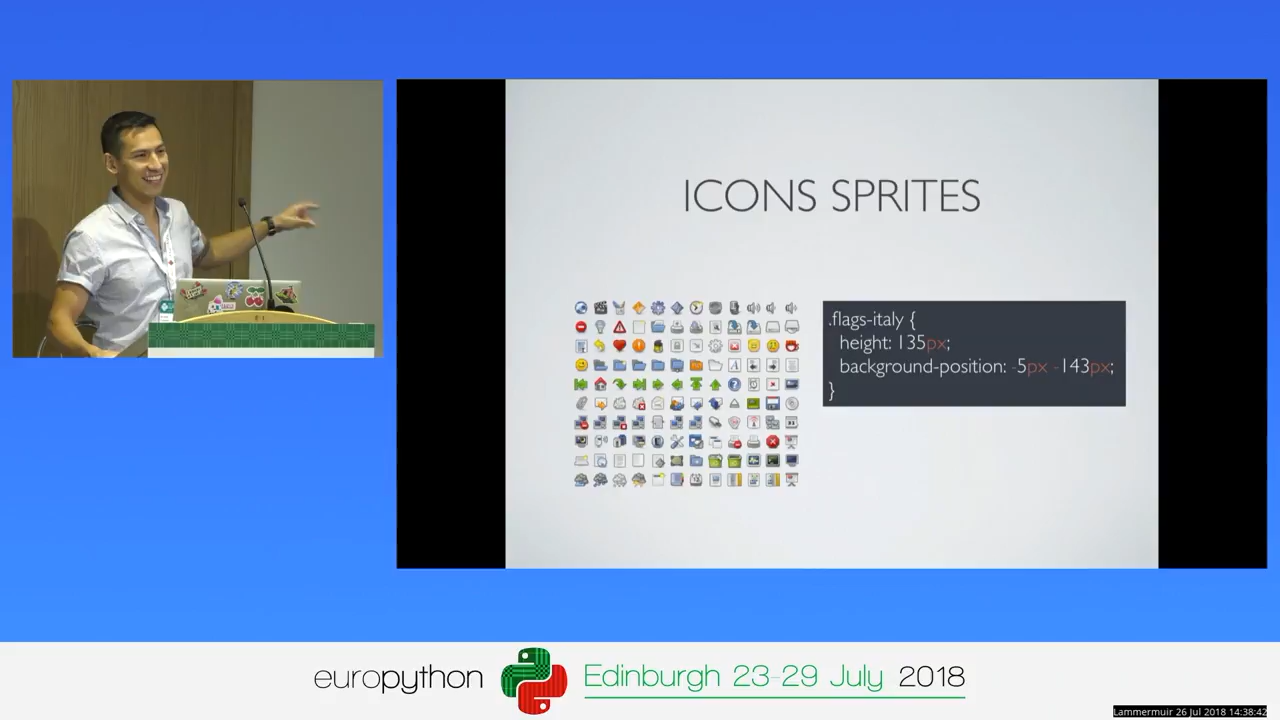 ICONS SPRITES
.flags-italy {
height: 135px;
background-position: -5px -143px;
}
europython
Edinburgh 23-29 July 2018
Lammermuir 26 Jul 2018 14:38:42